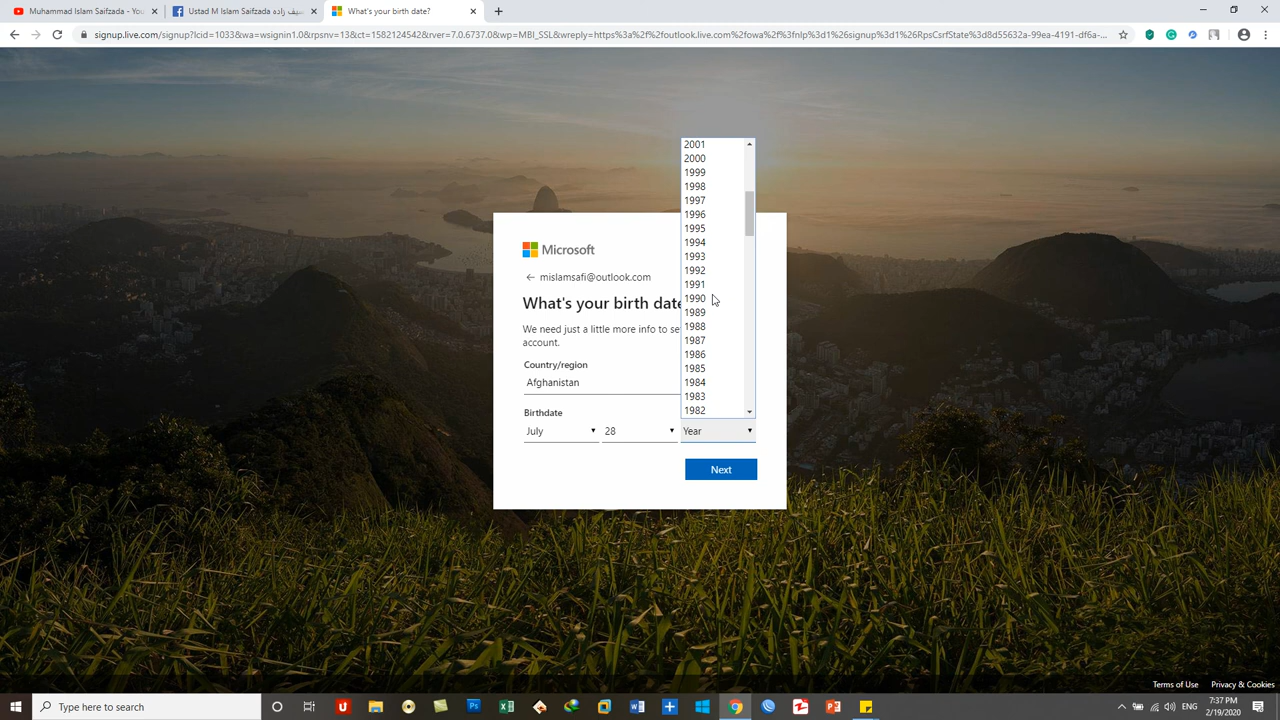 Muhammad Islam Saifzada - You
Ustad M Islam Saifzada سیف زاده
What's your birth date?
signup.live.com/signup?lcid=1033&wa=wsignin1.0&rpsnv=13&ct=1582124542&rver=7.0.6737.0&wp=MBI_SSL&wreply=https%3a%2f%2foutlook.live.com%2fowa%2f%3fnlp%3d1%26signup%3d1%26RpsCsrfState%3d8d55632a-99ea-4191-df6a-...
2001
2000
1999
1998
1997
1996
1995
1994
1993
1992
1991
1990
1989
1988
1987
1986
1985
1984
1983
1982
Microsoft
mislamsafi@outlook.com
What's your birth date
We need just a little more info to se
account.
Country/region
Afghanistan
Birthdate
July 28 Year
Next
Terms of Use Privacy & Cookies
Type here to search
ENG
7:37 PM
2/19/2020